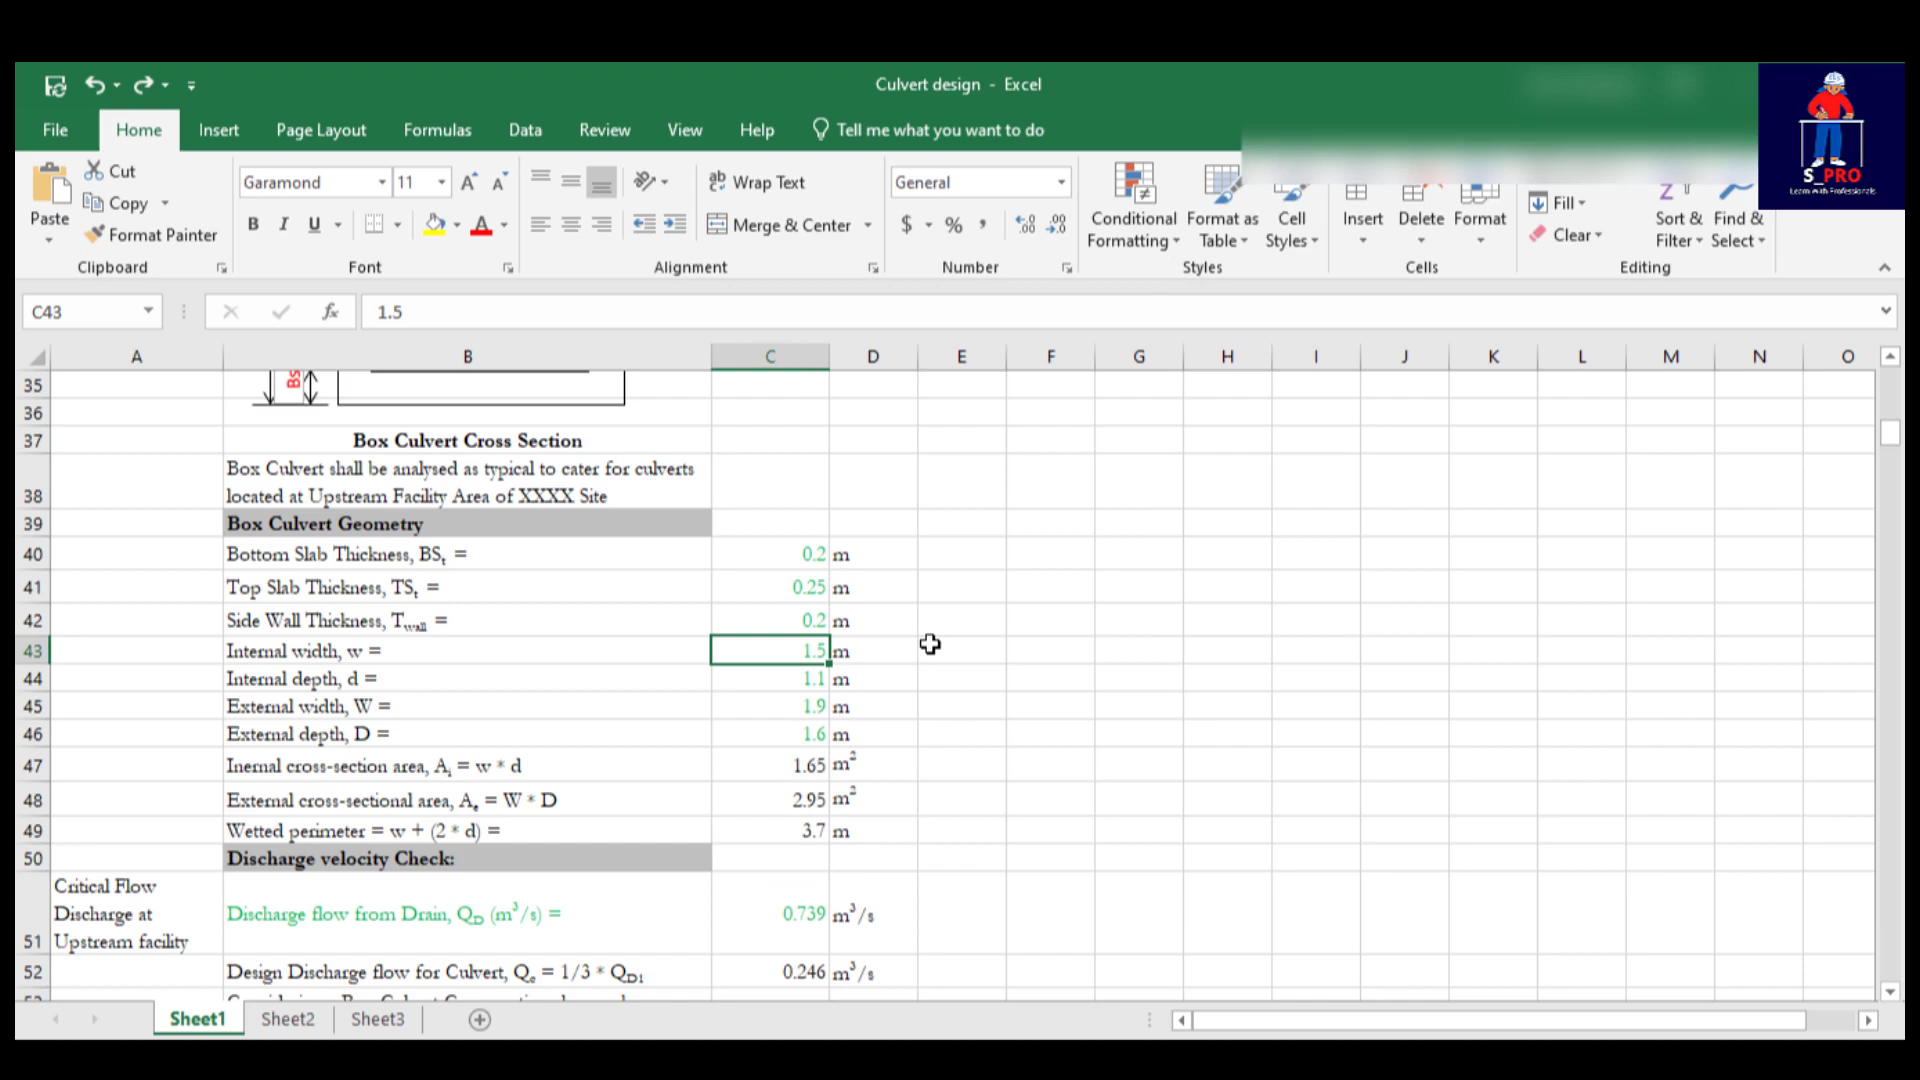 Culvert design - Excel
S_PRO
Learn With Professionals
File Home Insert Page Layout Formulas Data Review View Help Tell me what you want to do
Paste
Cut
Copy
Format Painter
Clipboard
Garamond 11
B I U
Font
Wrap Text
Merge & Center
Alignment
General
$ % ,
Number
Conditional Formatting
Format as Table
Cell Styles
Styles
Insert Delete Format
Cells
Fill
Clear
Sort & Filter
Find & Select
Editing
C43 fx 1.5
A B C D E F G H I J K L M N O
35 BS
36
37 Box Culvert Cross Section
Box Culvert shall be analysed as typical to cater for culverts
38 located at Upstream Facility Area of XXXX Site
39 Box Culvert Geometry
40 Bottom Slab Thickness, BSt = 0.2 m
41 Top Slab Thickness, TSt = 0.25 m
42 Side Wall Thickness, Twall = 0.2 m
43 Internal width, w = 1.5 m
44 Internal depth, d = 1.1 m
45 External width, W = 1.9 m
46 External depth, D = 1.6 m
47 Inernal cross-section area, Ai = w * d 1.65 m²
48 External cross-sectional area, Ae = W * D 2.95 m²
49 Wetted perimeter = w + (2 * d) = 3.7 m
50 Discharge velocity Check:
Critical Flow
Discharge at
51 Upstream facility
Discharge flow from Drain, QD (m³/s) = 0.739 m³/s
52 Design Discharge flow for Culvert, Qc = 1/3 * QD1 0.246 m³/s
Sheet1 Sheet2 Sheet3